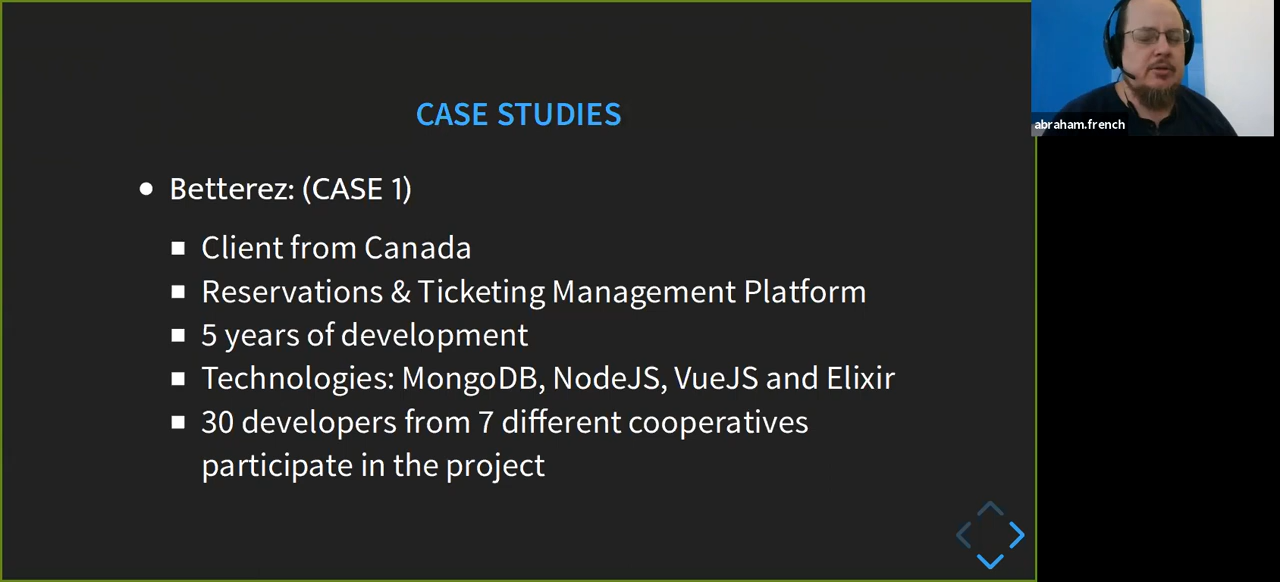 CASE STUDIES
Betterez: (CASE 1)
Client from Canada
Reservations & Ticketing Management Platform
5 years of development
Technologies: MongoDB, NodeJS, VueJS and Elixir
30 developers from 7 different cooperatives
participate in the project
abraham.french